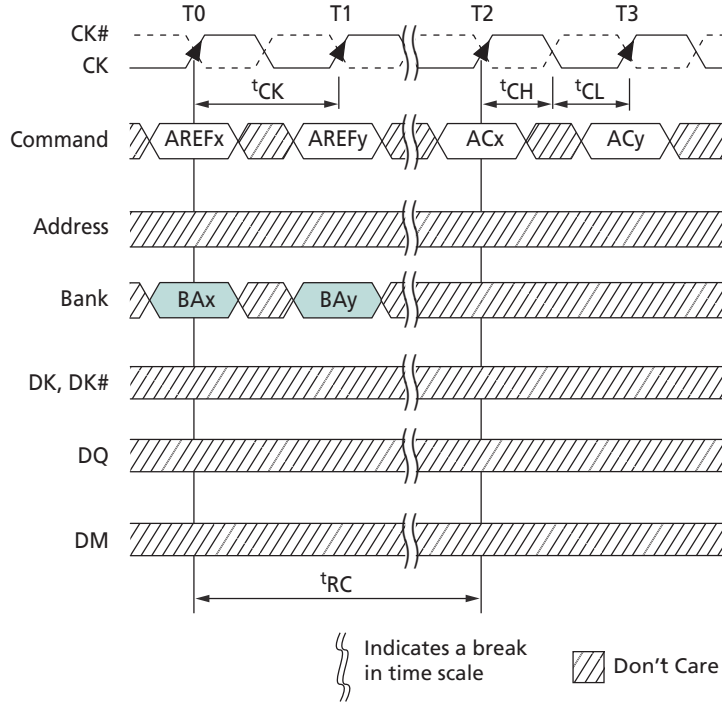 T0 T1 T2 T3
CK#
CK
tCK tCH tCL
Command AREFx AREFy ACx ACy
Address
Bank BAx BAy
DK, DK#
DQ
DM
tRC
Indicates a break
in time scale
Don't Care